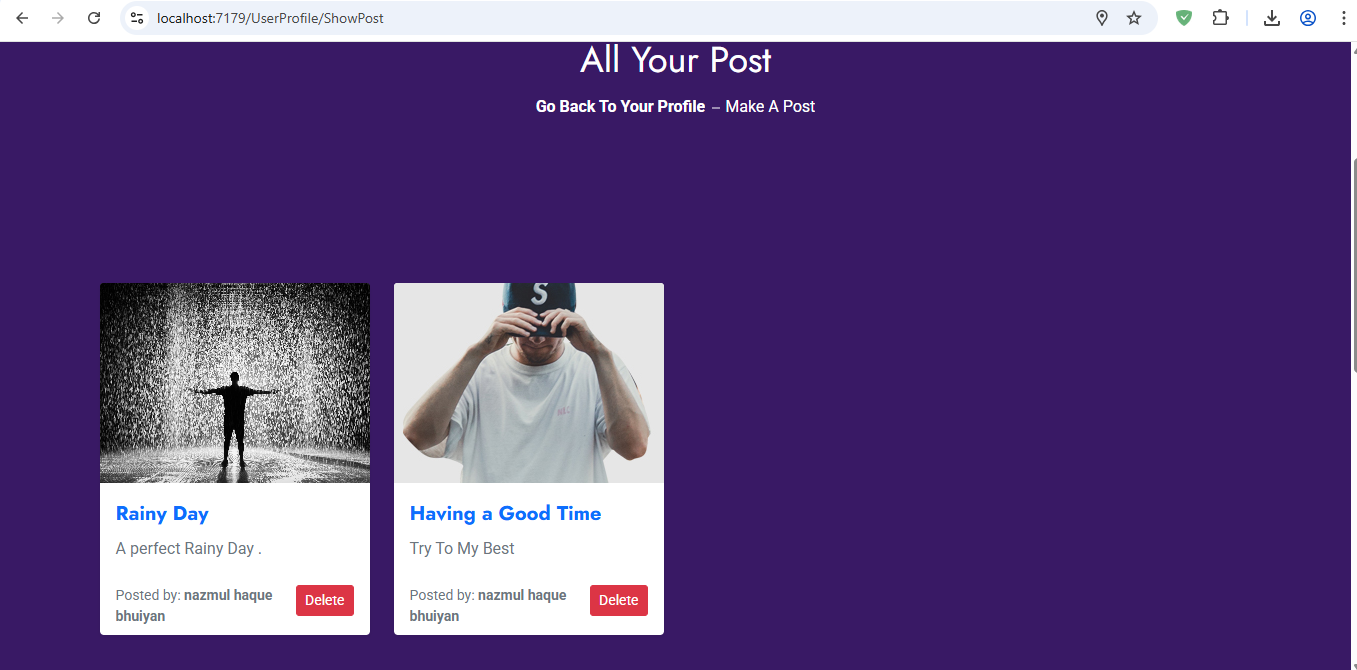 localhost:7179/UserProfile/ShowPost
All Your Post
Go Back To Your Profile – Make A Post
S
Rainy Day
A perfect Rainy Day .
Posted by: nazmul haque
bhuiyan
Delete
Having a Good Time
Try To My Best
Posted by: nazmul haque
bhuiyan
Delete